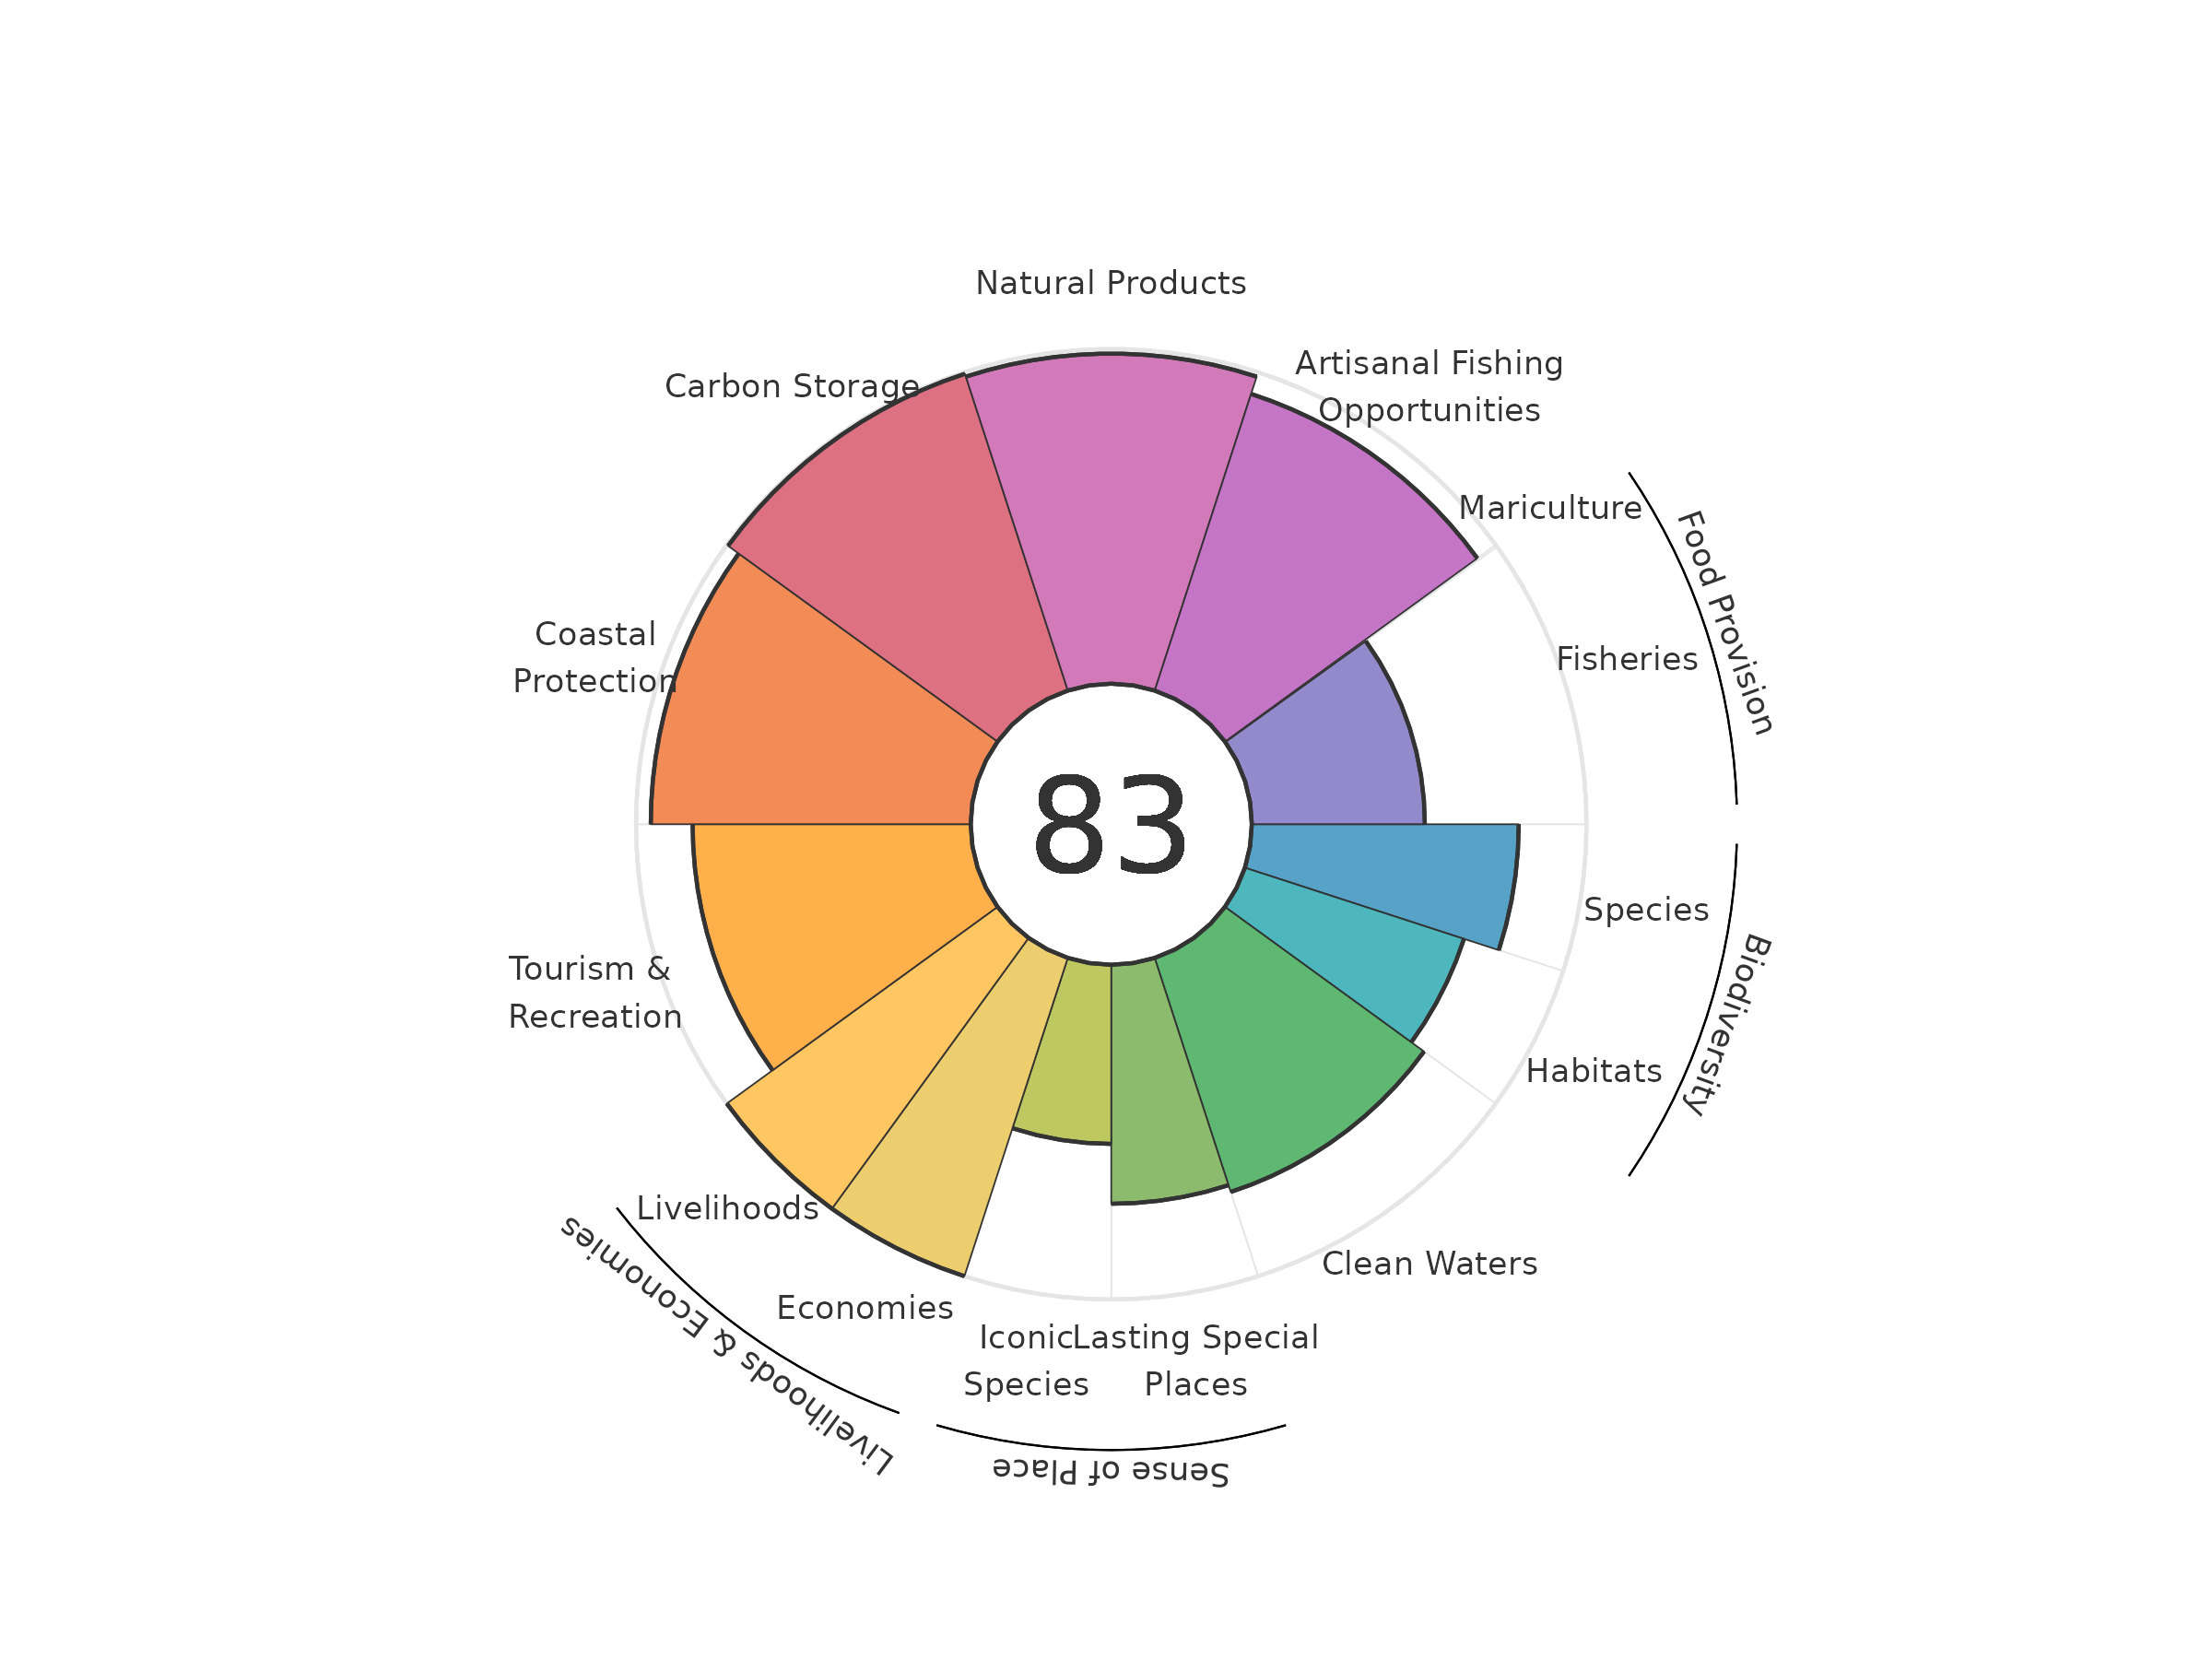 Natural Products
Artisanal Fishing
Opportunities
Carbon Storage
Mariculture
Food Provision
Coastal
Protection
Fisheries
83
Species
Biodiversity
Tourism &
Recreation
Habitats
Livelihoods
Clean Waters
Economies
Livelihoods & Economies
Iconic
Species
Lasting Special
Places
Sense of Place